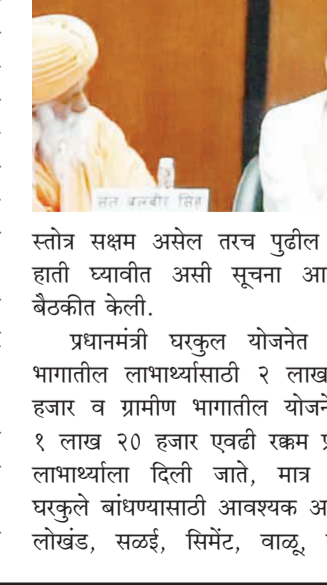 संत बलबीर सिंह
स्तोत्र सक्षम असेल तरच पुढील
हाती घ्यावीत असी सूचना आ
बैठकीत केली.
प्रधानमंत्री घरकुल योजनेत
भागातील लाभार्थ्यासाठी २ लाख
हजार व ग्रामीण भागातील योजने
१ लाख २० हजार एवढी रक्कम प्र
लाभार्थ्याला दिली जाते, मात्र
घरकुले बांधण्यासाठी आवश्यक अ
लोखंड, सळई, सिमेंट, वाळू,